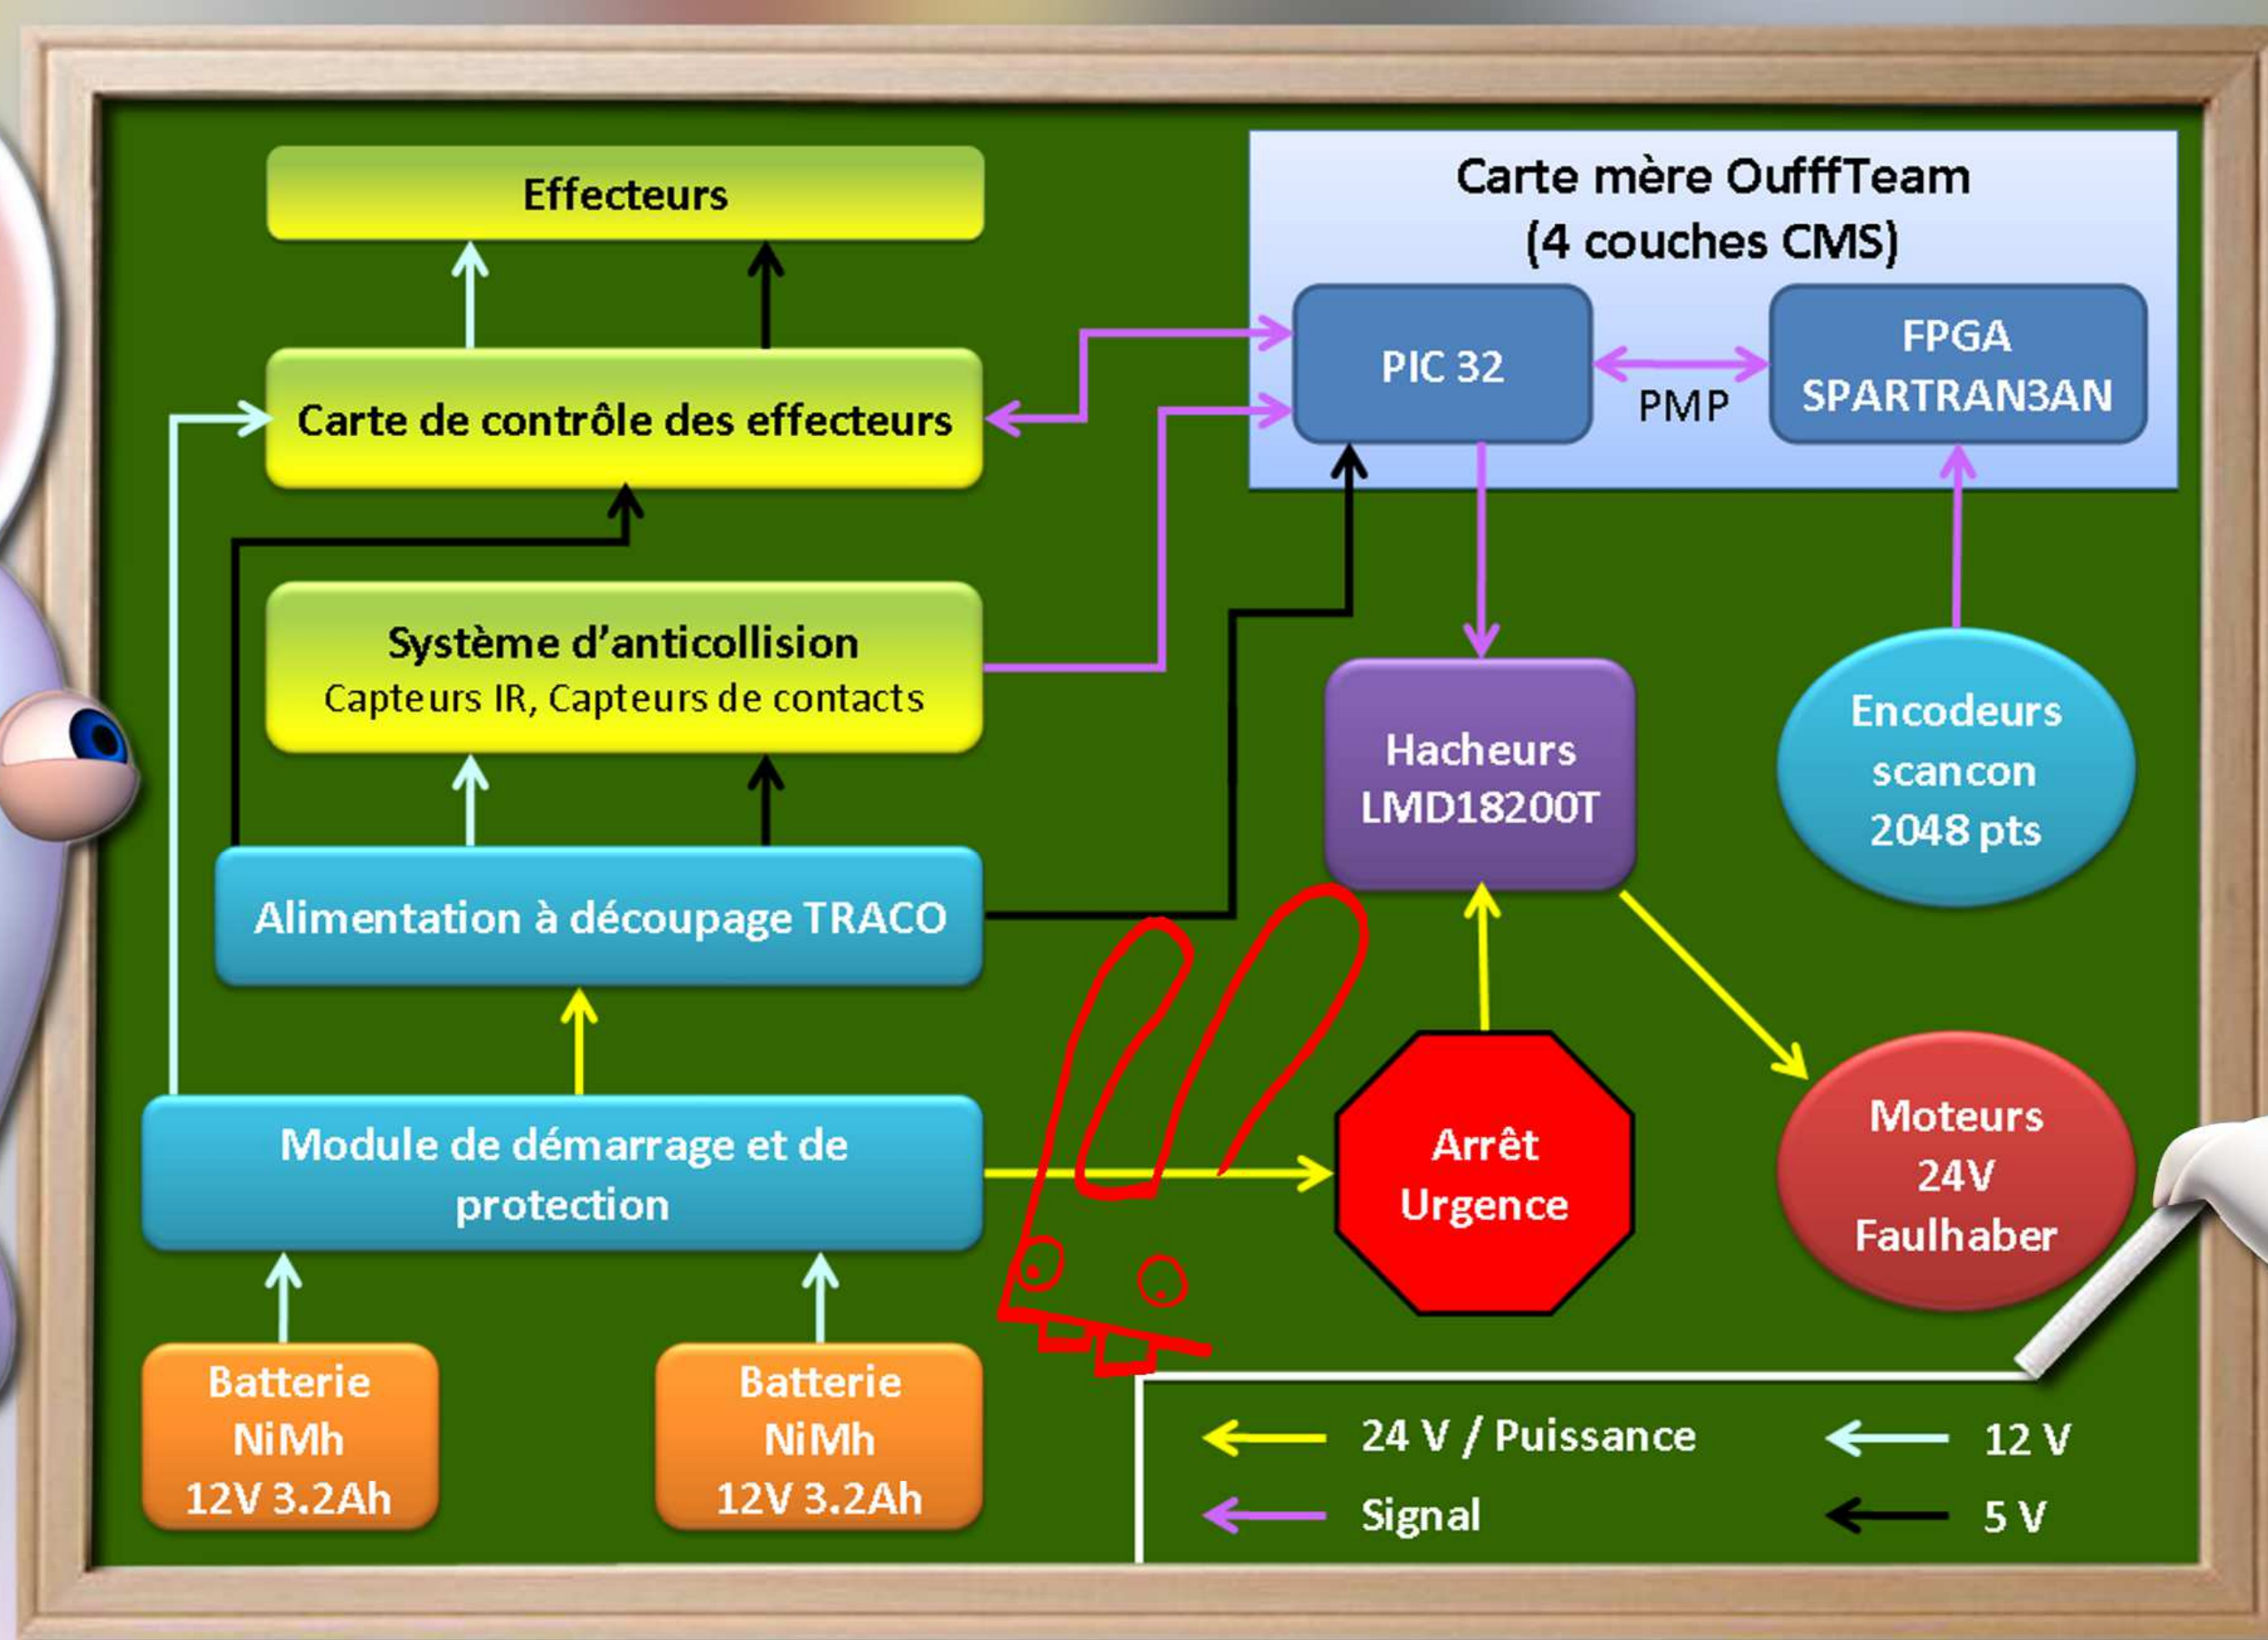 Effecteurs
Carte mère OufffTeam
(4 couches CMS)
PIC 32
PMP
FPGA
SPARTRAN3AN
Carte de contrôle des effecteurs
Système d'anticollision
Capteurs IR, Capteurs de contacts
Hacheurs
LMD18200T
Encodeurs
scancon
2048 pts
Alimentation à découpage TRACO
Module de démarrage et de
protection
Arrêt
Urgence
Moteurs
24V
Faulhaber
Batterie
NiMh
12V 3.2Ah
Batterie
NiMh
12V 3.2Ah
24 V / Puissance
12 V
Signal
5 V